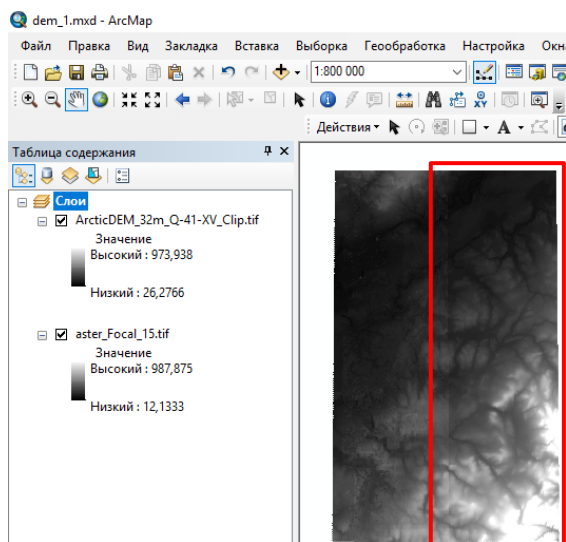 dem_1.mxd - ArcMap
Файл Правка Вид Закладка Вставка Выборка Геообработка Настройка Окн
1:800 000
Действия
Таблица содержания
Слои
ArcticDEM_32m_Q-41-XV_Clip.tif
Значение
Высокий : 973,938
Низкий : 26,2766
aster_Focal_15.tif
Значение
Высокий : 987,875
Низкий : 12,1333